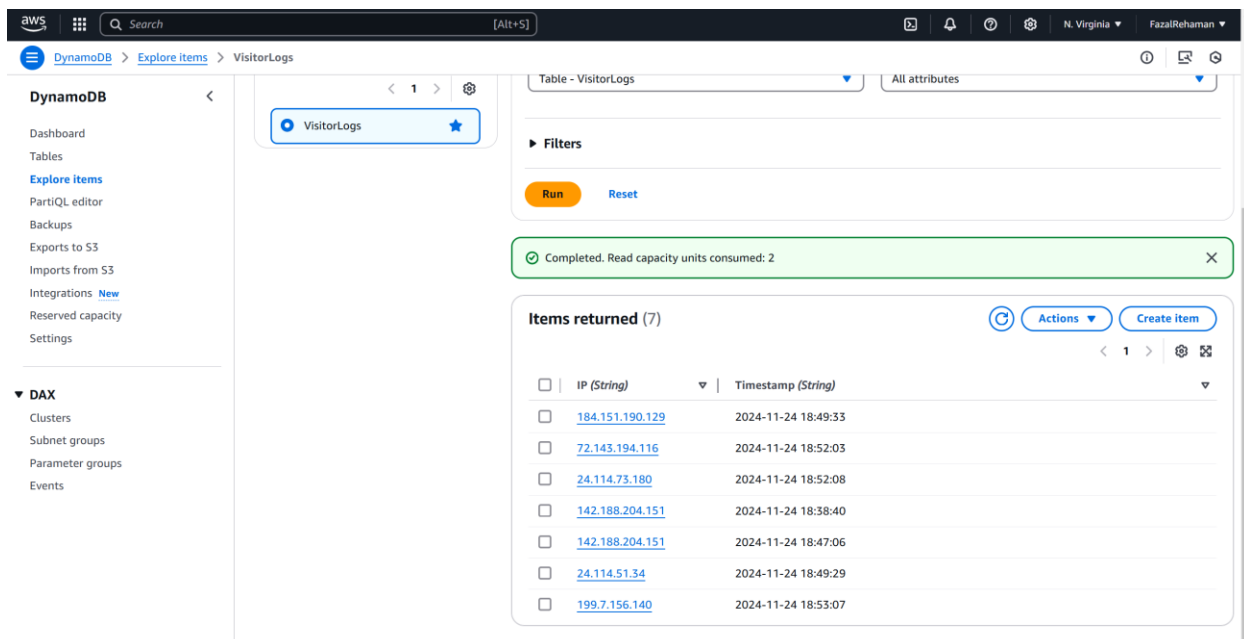 aws Search [Alt+S] N. Virginia FazalRehaman
DynamoDB > Explore items > VisitorLogs
DynamoDB
Dashboard
Tables
Explore items
PartiQL editor
Backups
Exports to S3
Imports from S3
Integrations New
Reserved capacity
Settings
DAX
Clusters
Subnet groups
Parameter groups
Events
1
VisitorLogs
Table - VisitorLogs All attributes
Filters
Run Reset
Completed. Read capacity units consumed: 2
Items returned (7) Actions Create item
1
IP (String) Timestamp (String)
184.151.190.129 2024-11-24 18:49:33
72.143.194.116 2024-11-24 18:52:03
24.114.73.180 2024-11-24 18:52:08
142.188.204.151 2024-11-24 18:38:40
142.188.204.151 2024-11-24 18:47:06
24.114.51.34 2024-11-24 18:49:29
199.7.156.140 2024-11-24 18:53:07